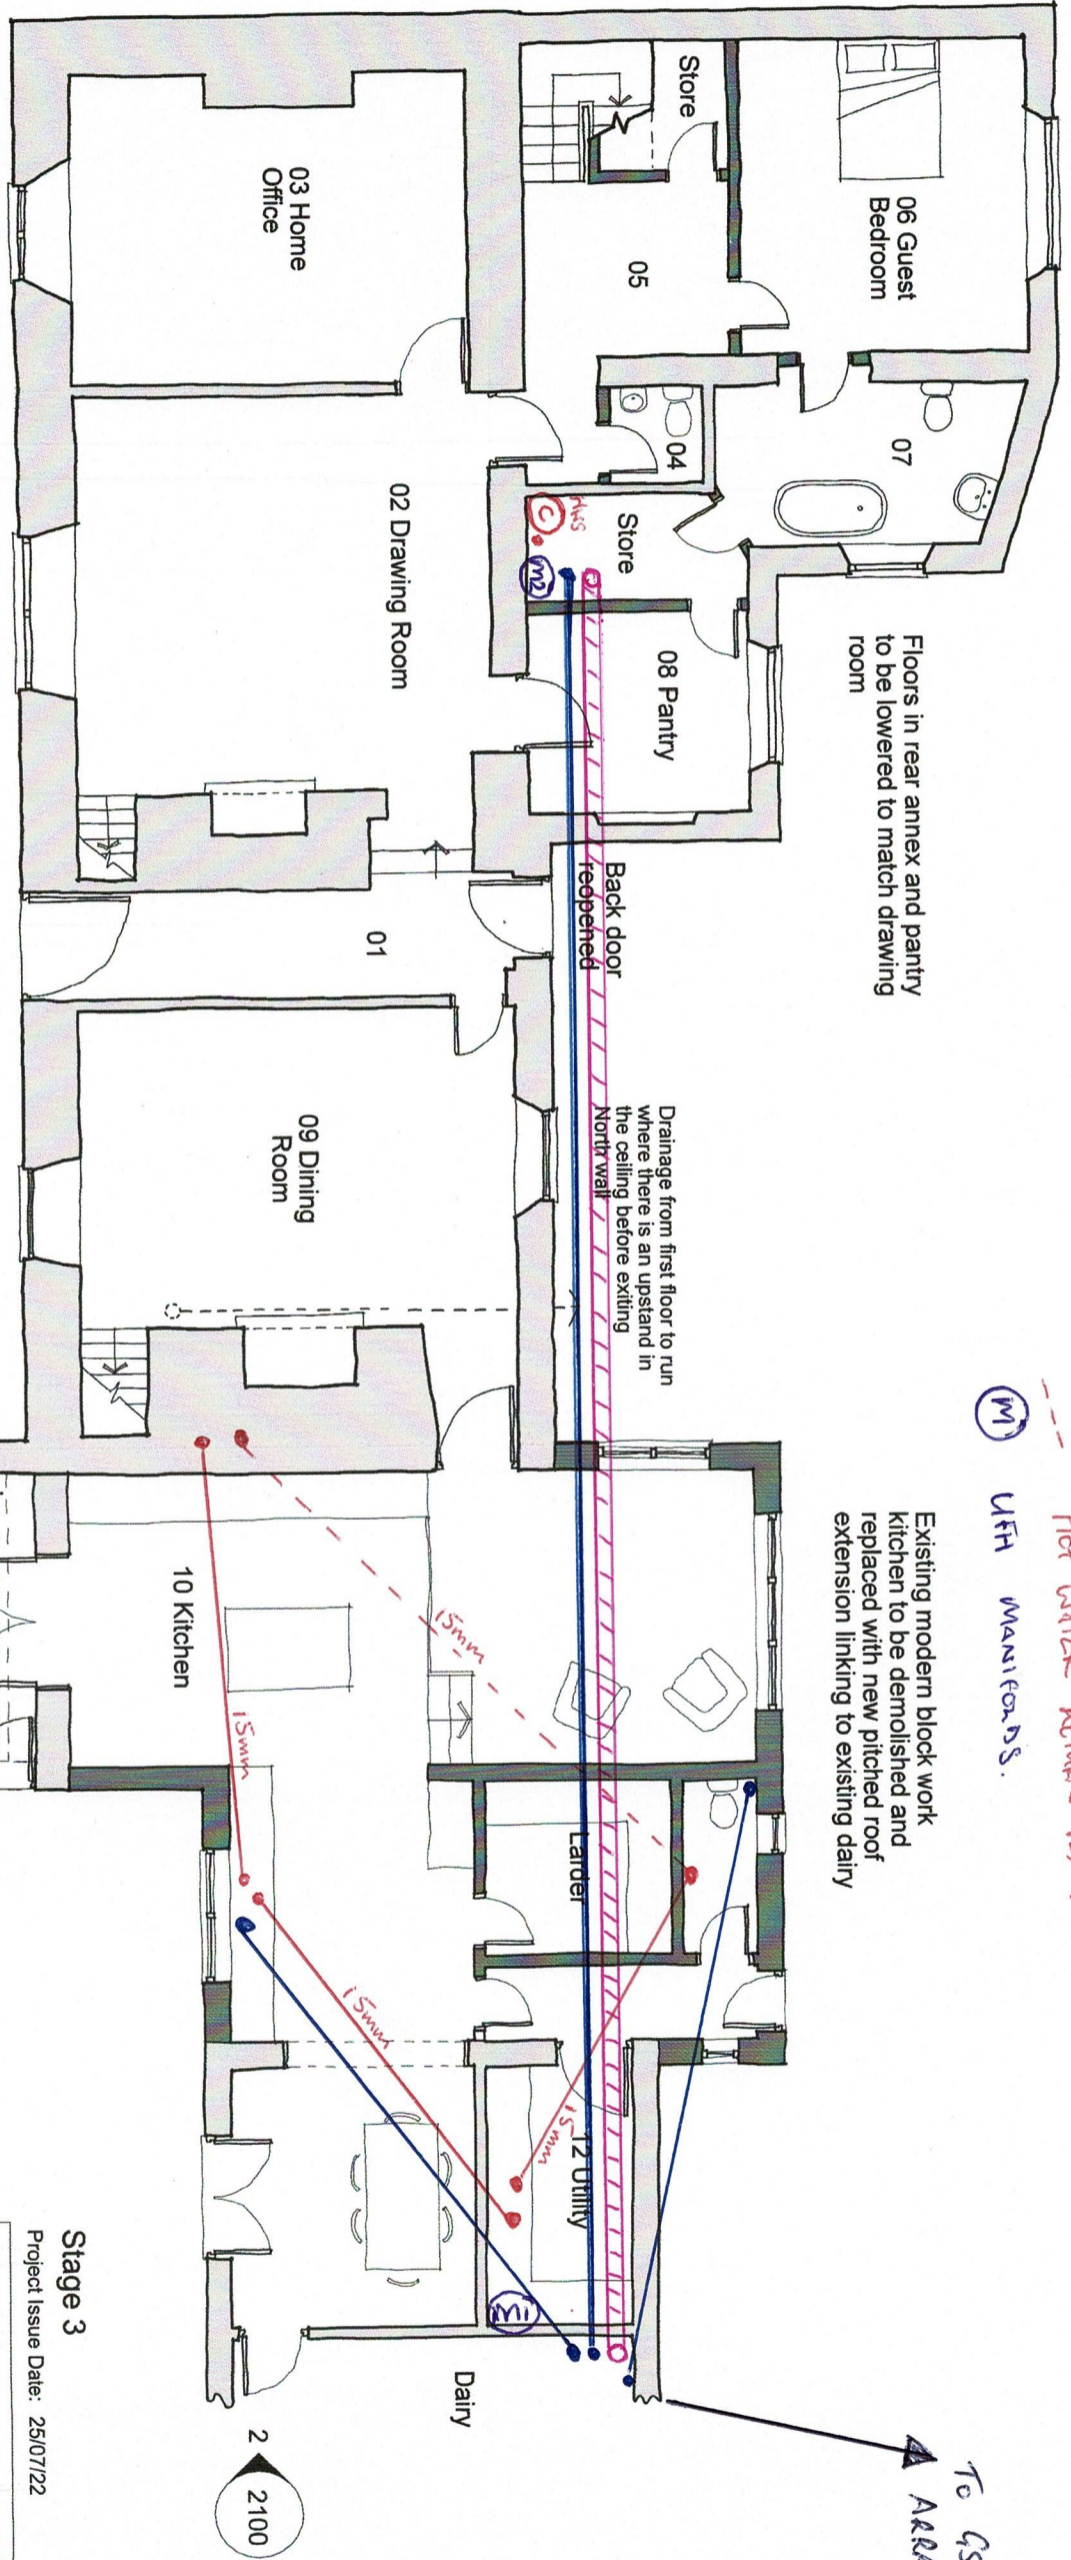 Store
06 Guest
Bedroom
03 Home
Office
05
04
07
HWS
C
M2
Store
02 Drawing Room
08 Pantry
Floors in rear annex and pantry
to be lowered to match drawing
room
Back door
reopened
01
09 Dining
Room
Drainage from first floor to run
where there is an upstand in
the ceiling before exiting
North wall
M1 UFH MANIFOLDS.
HOT WATER
Existing modern block work
kitchen to be demolished and
replaced with new pitched roof
extension linking to existing dairy
10 Kitchen
15mm
15mm
Larder
15mm
15mm
12 Utility
M1
Dairy
TO
2
2100
Stage 3
Project Issue Date: 25/07/22